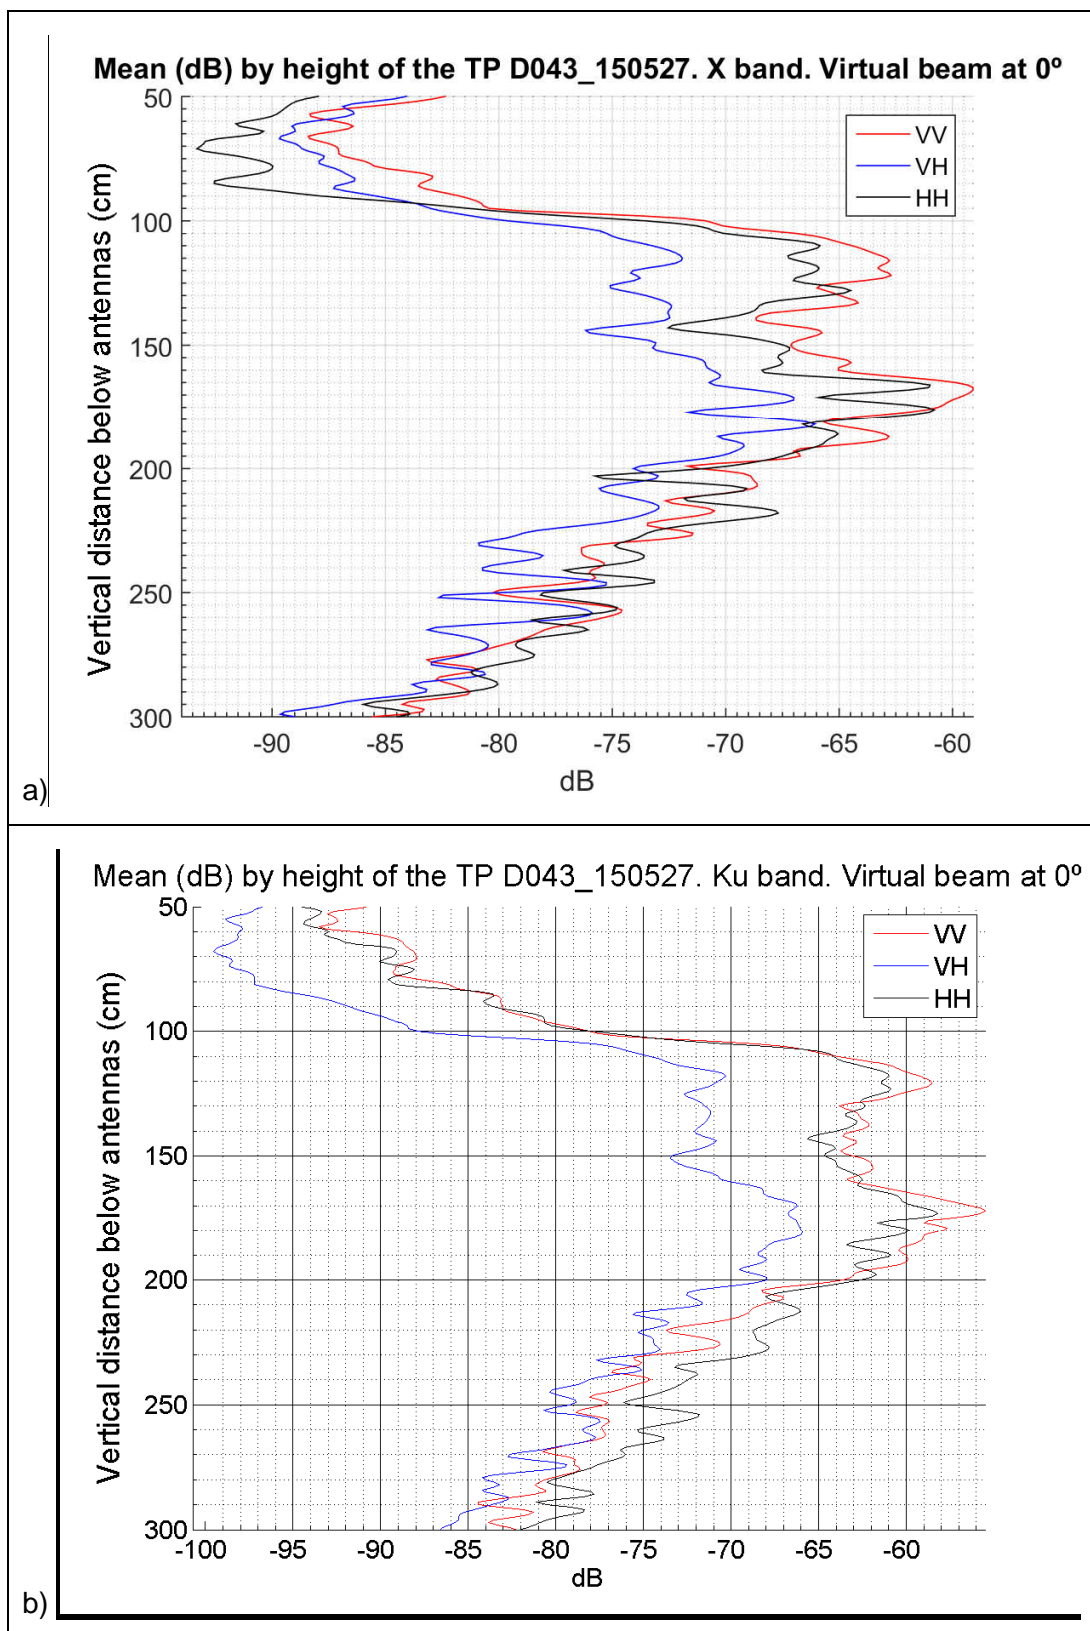 Mean (dB) by height of the TP D043_150527. X band. Virtual beam at 0º
50
100
150
200
250
300
Vertical distance below antennas (cm)
VV
VH
HH
-90 -85 -80 -75 -70 -65 -60
dB
a)
Mean (dB) by height of the TP D043_150527. Ku band. Virtual beam at 0º
50
100
150
200
250
300
Vertical distance below antennas (cm)
VV
VH
HH
-100 -95 -90 -85 -80 -75 -70 -65 -60
dB
b)